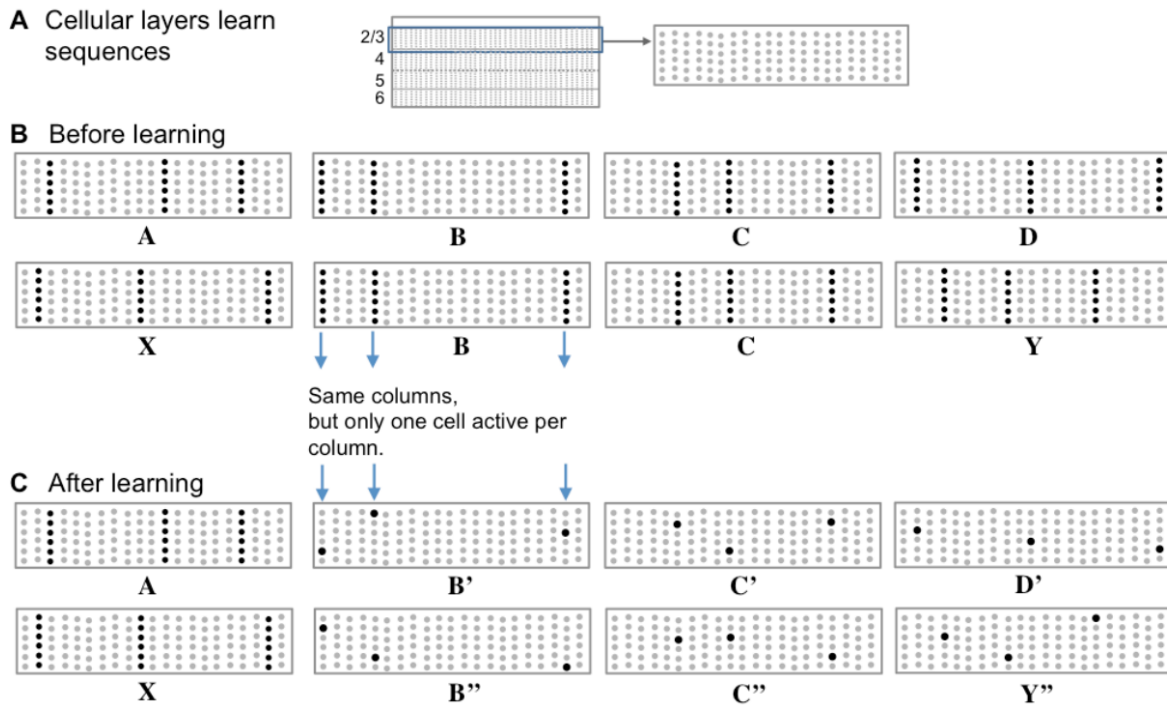 A Cellular layers learn
sequences
2/3
4
5
6
B Before learning
A B C D
X B C Y
Same columns,
but only one cell active per
column.
C After learning
A B’ C’ D’
X B’’ C’’ Y’’